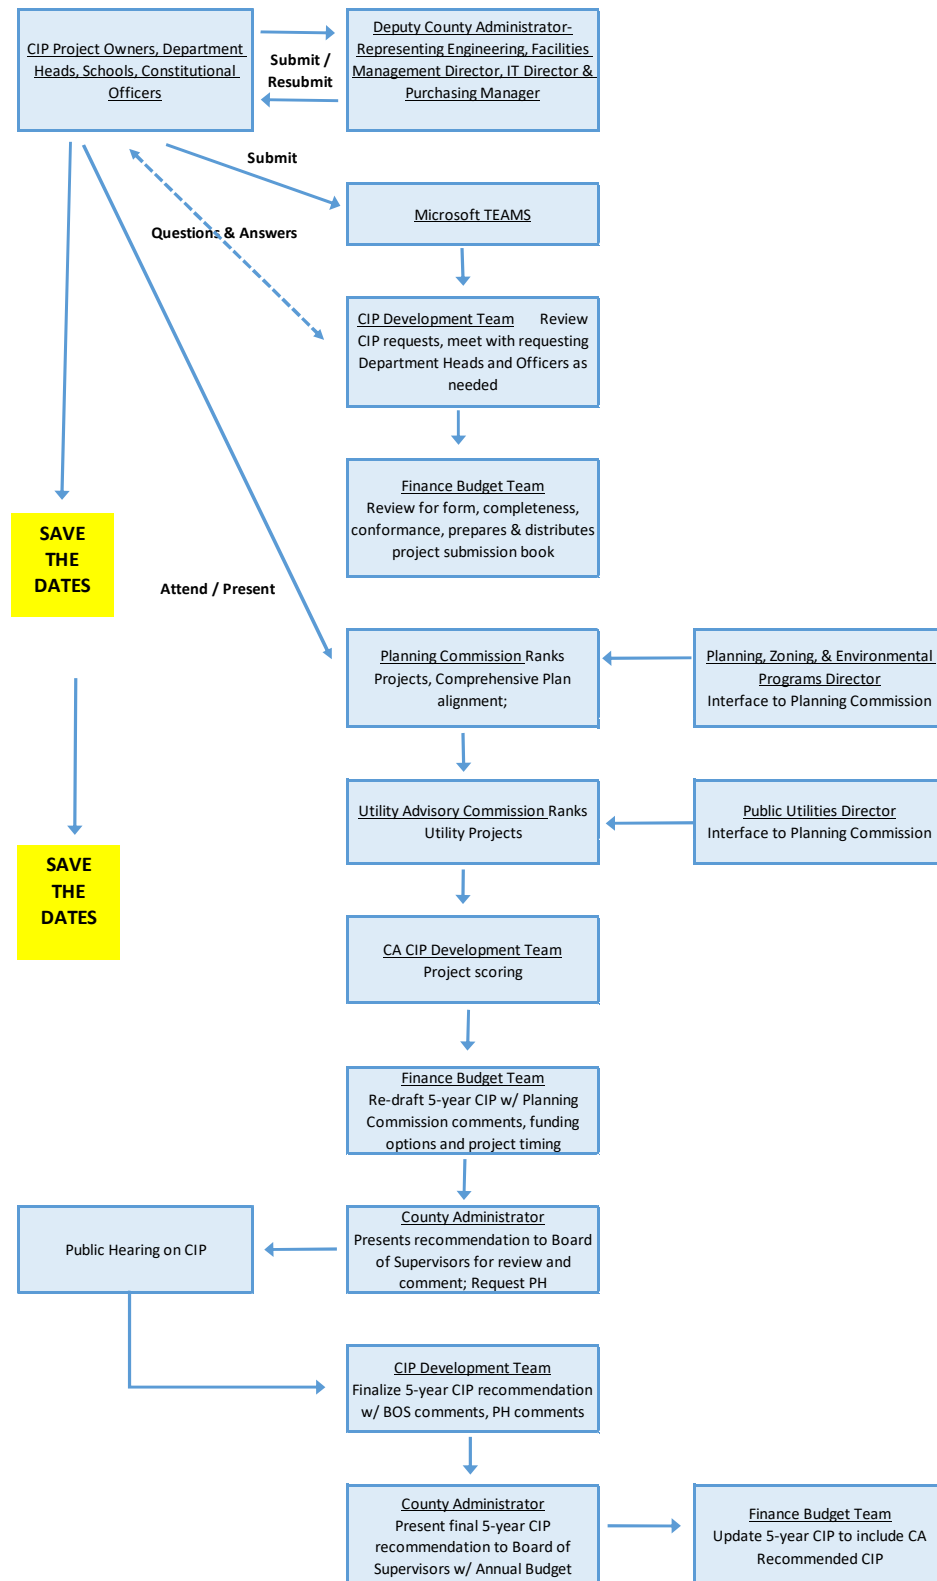 CIP Project Owners, Department
Heads, Schools, Constitutional
Officers
Submit /
Resubmit
Deputy County Administrator-
Representing Engineering, Facilities
Management Director, IT Director &
Purchasing Manager
Submit
Microsoft TEAMS
Questions & Answers
CIP Development Team Review
CIP requests, meet with requesting
Department Heads and Officers as
needed
Finance Budget Team
Review for form, completeness,
conformance, prepares & distributes
project submission book
SAVE
THE
DATES
Attend / Present
Planning Commission Ranks
Projects, Comprehensive Plan
alignment;
Planning, Zoning, & Environmental
Programs Director
Interface to Planning Commission
Utility Advisory Commission Ranks
Utility Projects
Public Utilities Director
Interface to Planning Commission
SAVE
THE
DATES
CA CIP Development Team
Project scoring
Finance Budget Team
Re-draft 5-year CIP w/ Planning
Commission comments, funding
options and project timing
Public Hearing on CIP
County Administrator
Presents recommendation to Board
of Supervisors for review and
comment; Request PH
CIP Development Team
Finalize 5-year CIP recommendation
w/ BOS comments, PH comments
County Administrator
Present final 5-year CIP
recommendation to Board of
Supervisors w/ Annual Budget
Finance Budget Team
Update 5-year CIP to include CA
Recommended CIP